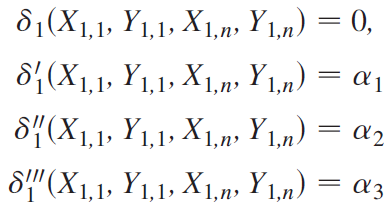 δ₁(X₁,₁, Y₁,₁, X₁,ₙ, Y₁,ₙ) = 0,
δ′₁(X₁,₁, Y₁,₁, X₁,ₙ, Y₁,ₙ) = α₁
δ″₁(X₁,₁, Y₁,₁, X₁,ₙ, Y₁,ₙ) = α₂
δ‴₁(X₁,₁, Y₁,₁, X₁,ₙ, Y₁,ₙ) = α₃